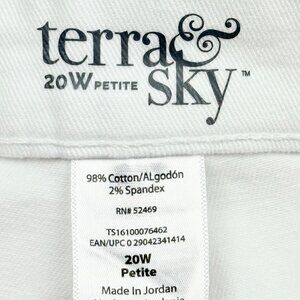 terra &
20W PETITE sky™
98% Cotton/ALgodón
2% Spandex
RN# 52469
TS16100076462
EAN/UPC 0 29042341414
20W
Petite
Made In Jordan